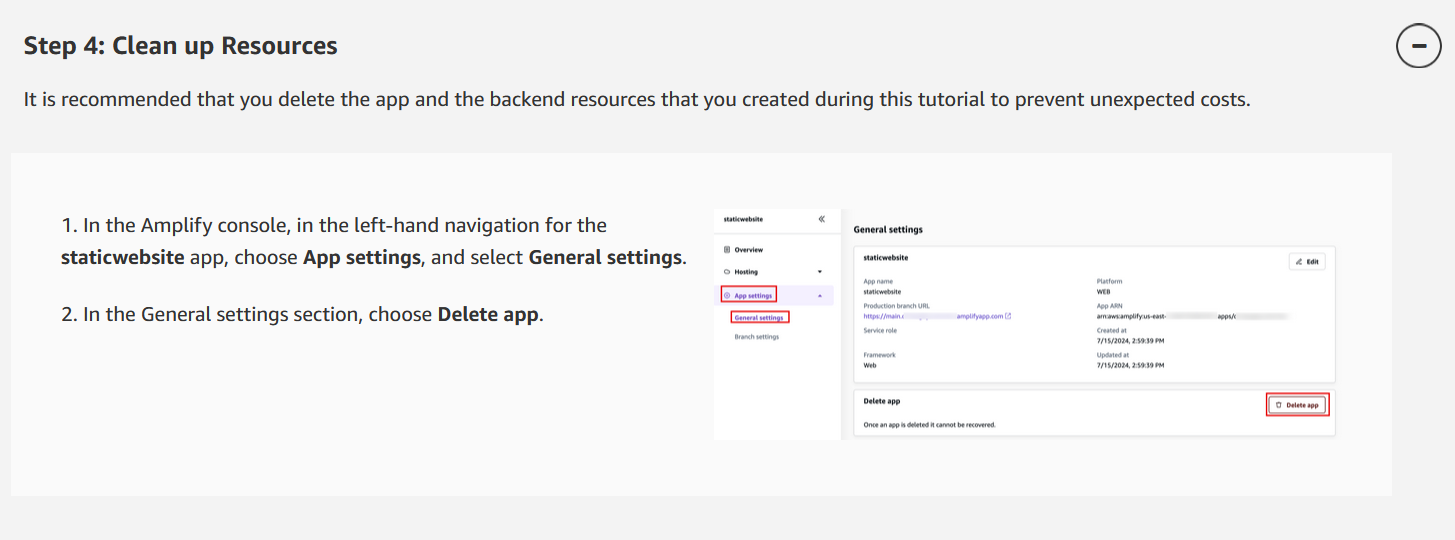 Step 4: Clean up Resources
It is recommended that you delete the app and the backend resources that you created during this tutorial to prevent unexpected costs.
1. In the Amplify console, in the left-hand navigation for the
staticwebsite app, choose App settings, and select General settings.
2. In the General settings section, choose Delete app.
staticwebsite
Overview
Hosting
App settings
General settings
Branch settings
General settings
staticwebsite
Edit
App name
staticwebsite
Platform
WEB
Production branch URL
https://main. amplifyapp.com
App ARN
arn:aws:amplify:us-east- apps/
Service role
Created at
7/15/2024, 2:59:39 PM
Framework
Web
Updated at
7/15/2024, 2:59:39 PM
Delete app
Delete app
Once an app is deleted it cannot be recovered.